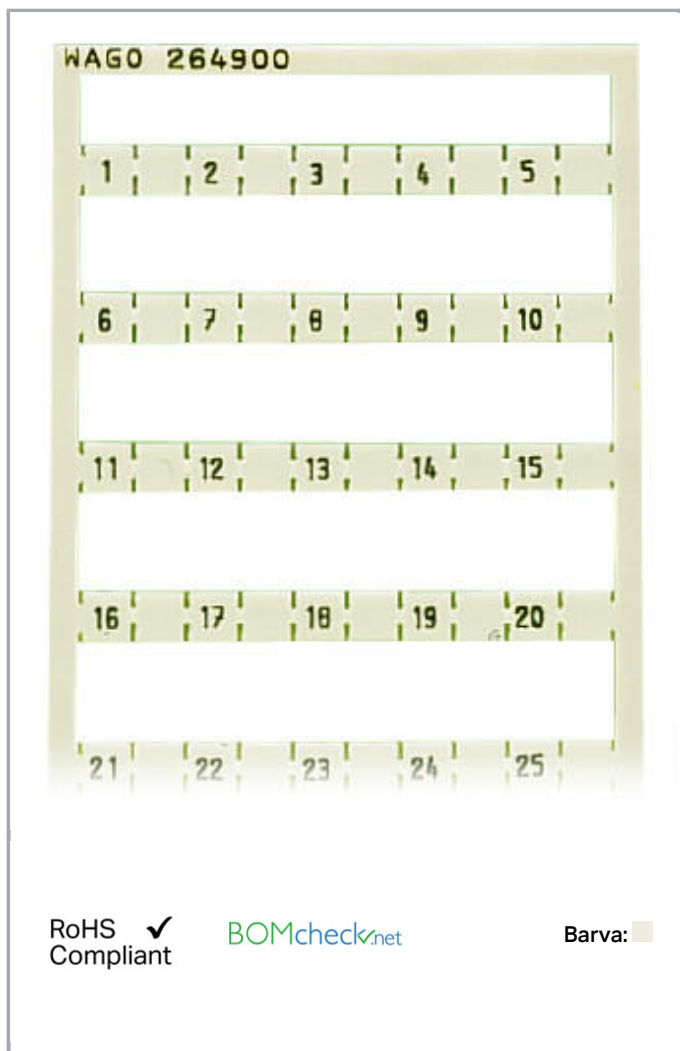 WAGO 264900
1 2 3 4 5
6 7 8 9 10
11 12 13 14 15
16 17 18 19 20
21 22 23 24 25
RoHS ✔
Compliant
BOMcheck.net
Barva: